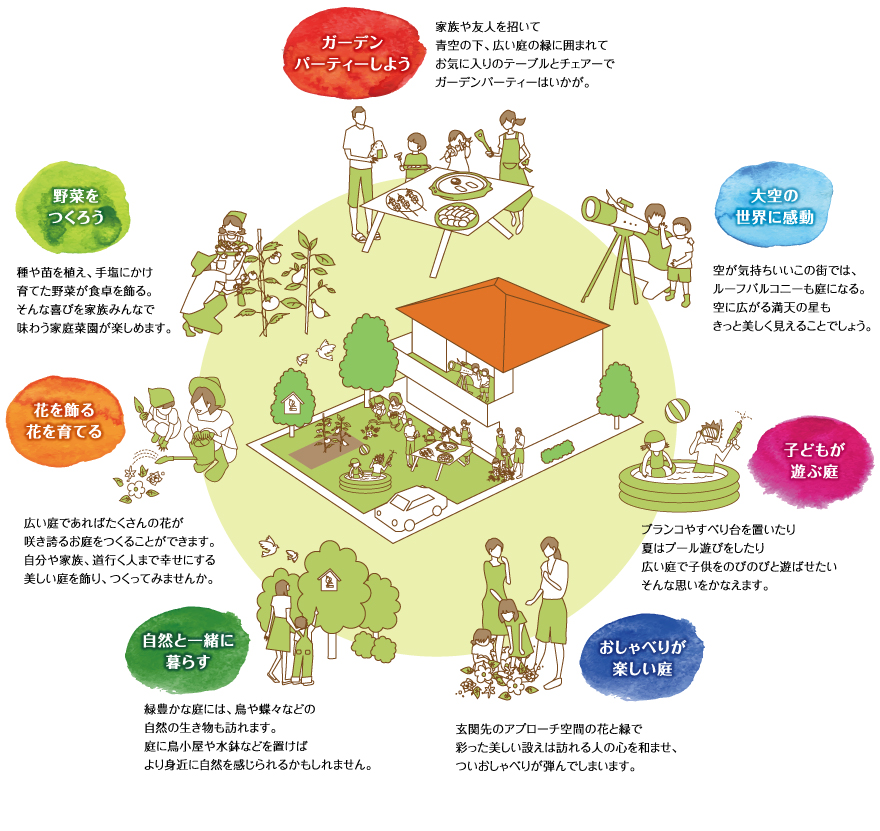 ガーデン
パーティーしよう
家族や友人を招いて
青空の下、広い庭の緑に囲まれて
お気に入りのテーブルとチェアーで
ガーデンパーティーはいかが。
野菜を
つくろう
種や苗を植え、手塩にかけ
育てた野菜が食卓を飾る。
そんな喜びを家族みんなで
味わう家庭菜園が楽しめます。
大空の
世界に感動
空が気持ちいいこの街では、
ルーフバルコニーも庭になる。
空に広がる満天の星も
きっと美しく見えることでしょう。
花を飾る
花を育てる
広い庭であればたくさんの花が
咲き誇るお庭をつくることができます。
自分や家族、道行く人まで幸せにする
美しい庭を飾り、つくってみませんか。
子どもが
遊ぶ庭
ブランコやすべり台を置いたり
夏はプール遊びをしたり
広い庭で子供をのびのびと遊ばせたい
そんな思いをかなえます。
自然と一緒に
暮らす
緑豊かな庭には、鳥や蝶々などの
自然の生き物も訪れます。
庭に鳥小屋や水鉢などを置けば
より身近に自然を感じられるかもしれません。
おしゃべりが
楽しい庭
玄関先のアプローチ空間の花と緑で
彩った美しい設えは訪れる人の心を和ませ、
ついおしゃべりが弾んでしまいます。